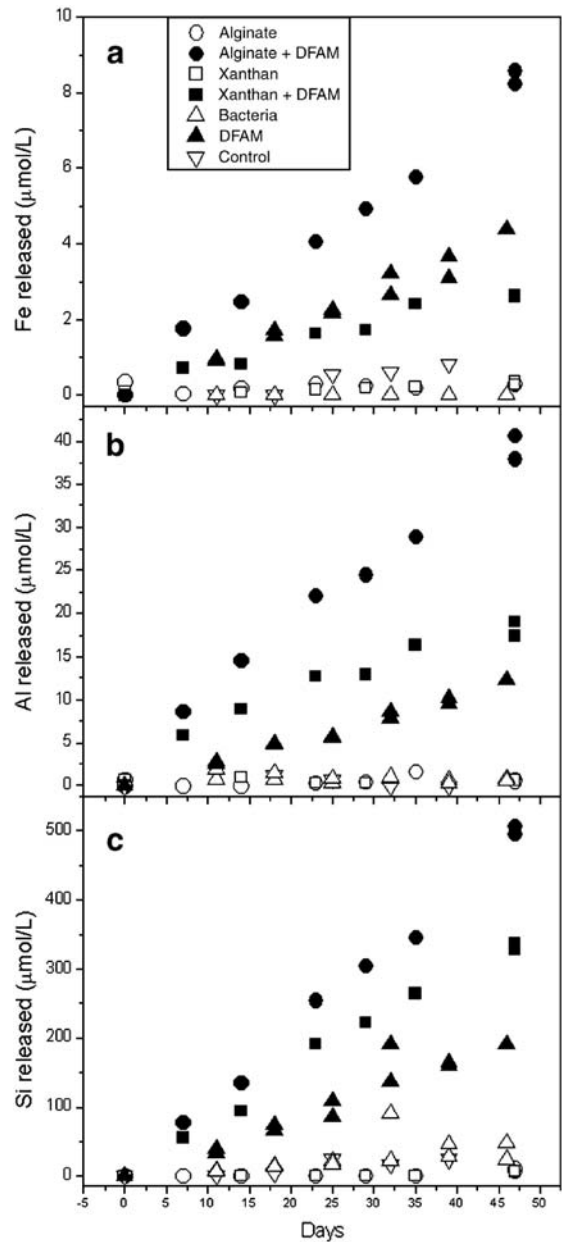 10
a
Alginate
Alginate + DFAM
Xanthan
Xanthan + DFAM
Bacteria
DFAM
Control
8
6
4
2
0
Fe released (μmol/L)
b
40
35
30
25
20
15
10
5
0
Al released (μmol/L)
c
500
400
300
200
100
0
Si released (μmol/L)
-5 0 5 10 15 20 25 30 35 40 45 50
Days